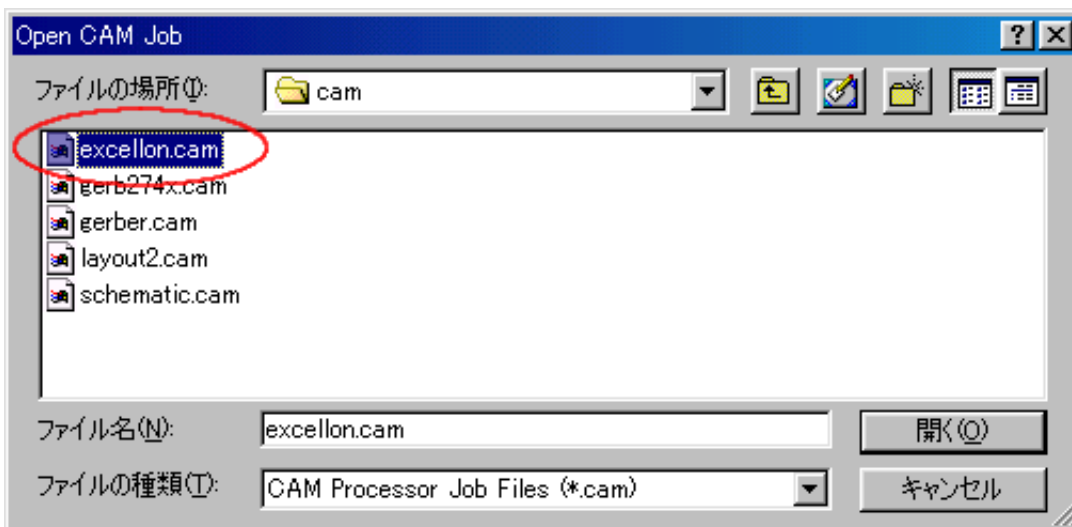 Open CAM Job
ファイルの場所(I):
cam
excellon.cam
gerb274x.cam
gerber.cam
layout2.cam
schematic.cam
ファイル名(N):
excellon.cam
開く(O)
ファイルの種類(T):
CAM Processor Job Files (*.cam)
キャンセル